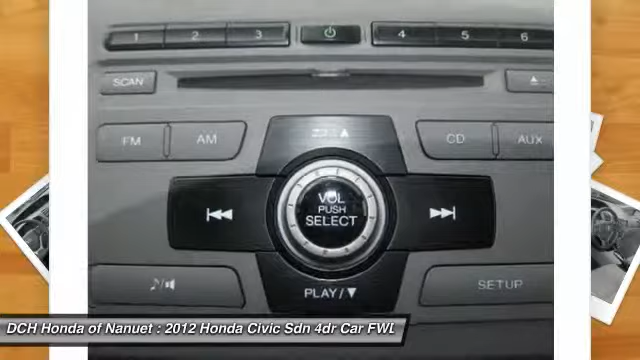 1 2 3 4 5 6
SCAN
FM AM CD AUX
VOL
PUSH
SELECT
SETUP
PLAY/▼
DCH Honda of Nanuet : 2012 Honda Civic Sdn 4dr Car FWD